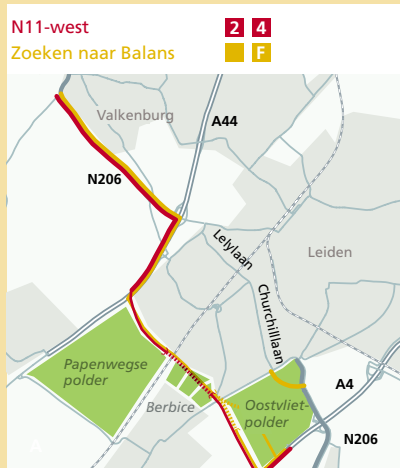 N11-west 2 4
Zoeken naar Balans F
Valkenburg
A44
N206
Lelylaan
Leiden
Churchilllaan
Papenwegse
polder
Berbice
Oostvliet-
polder
A4
N206